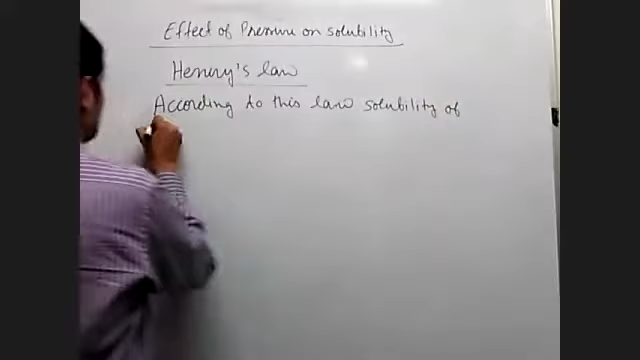 Effect of Pressure on solubility
Henry's law
According to this law solubility of